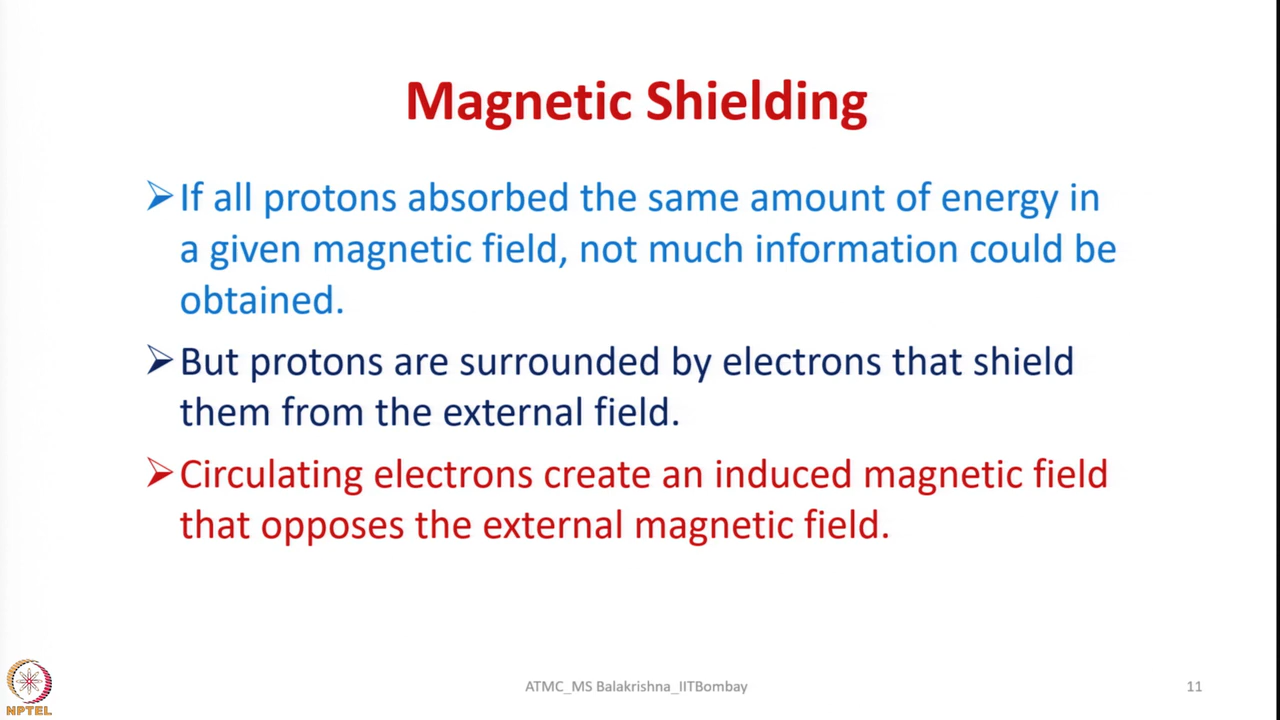 Magnetic Shielding
➢If all protons absorbed the same amount of energy in
a given magnetic field, not much information could be
obtained.
➢But protons are surrounded by electrons that shield
them from the external field.
➢Circulating electrons create an induced magnetic field
that opposes the external magnetic field.
NPTEL
ATMC_MS Balakrishna_IITBombay
11